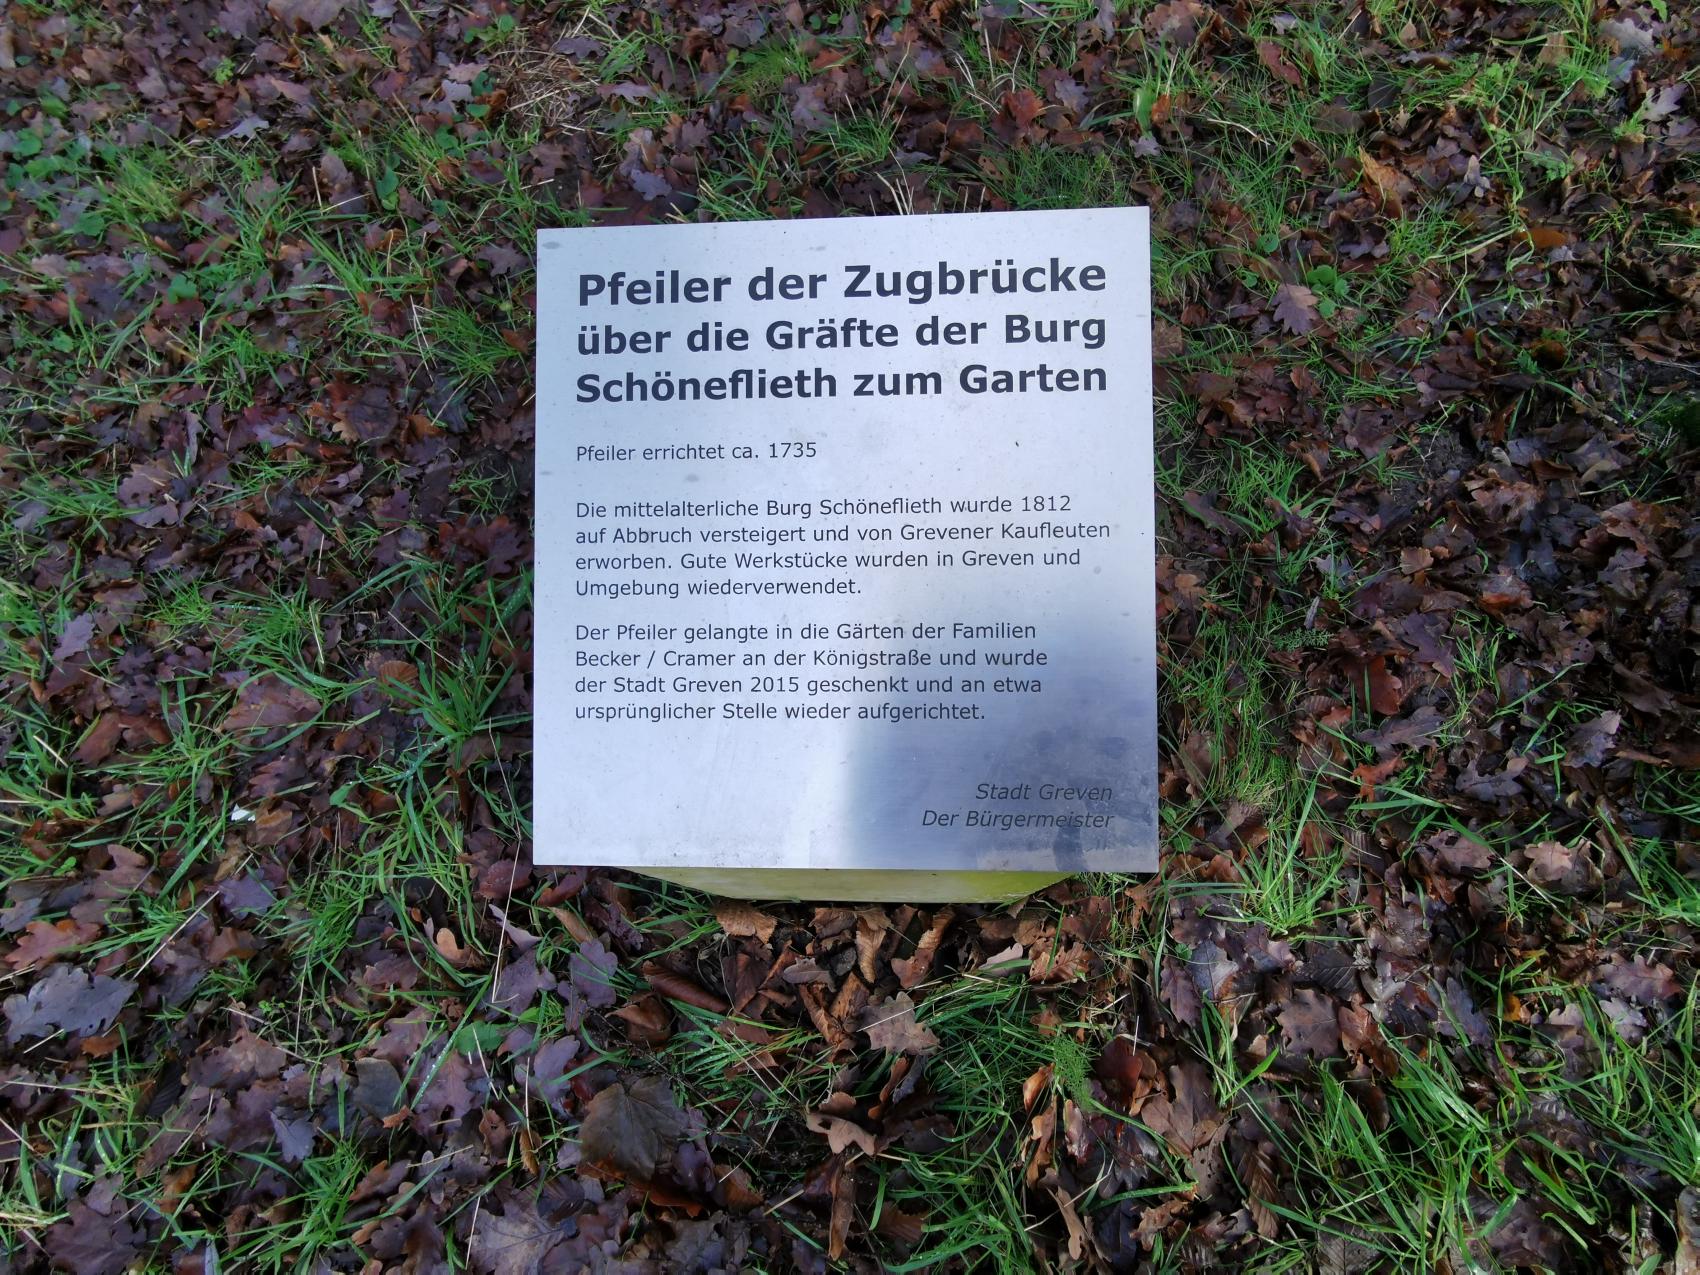 Pfeiler der Zugbrücke
über die Gräfte der Burg
Schöneflieth zum Garten
Pfeiler errichtet ca. 1735
Die mittelalterliche Burg Schöneflieth wurde 1812
auf Abbruch versteigert und von Grevener Kaufleuten
erworben. Gute Werkstücke wurden in Greven und
Umgebung wiederverwendet.
Der Pfeiler gelangte in die Gärten der Familien
Becker / Cramer an der Königstraße und wurde
der Stadt Greven 2015 geschenkt und an etwa
ursprünglicher Stelle wieder aufgerichtet.
Stadt Greven
Der Bürgermeister